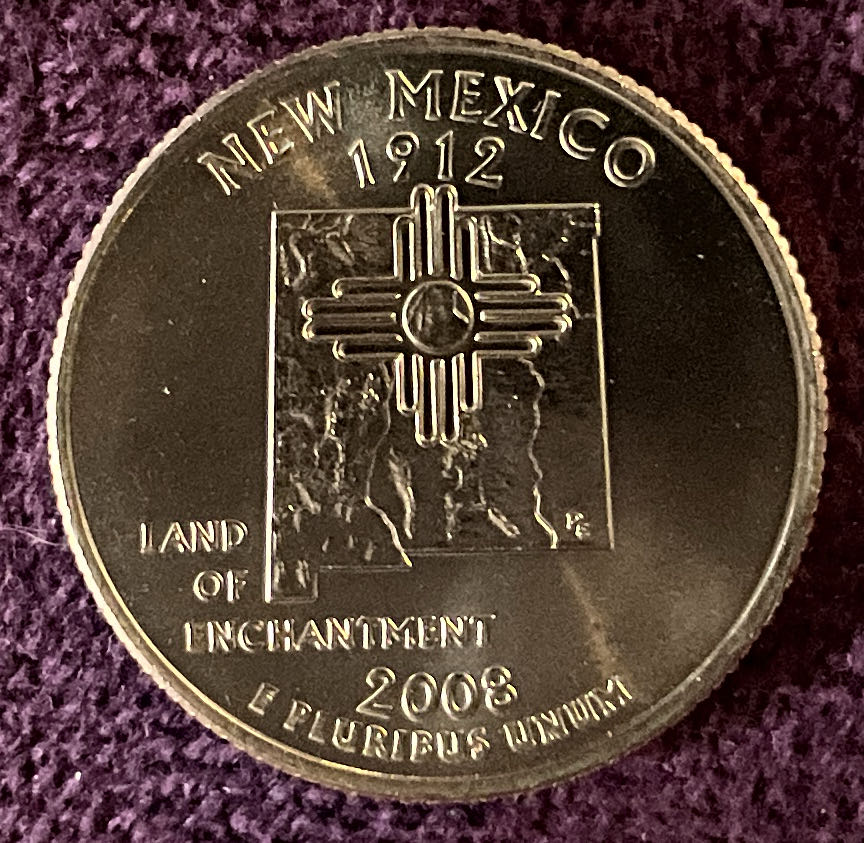 NEW MEXICO
1912
LAND
OF
ENCHANTMENT
2008
E PLURIBUS UNUM